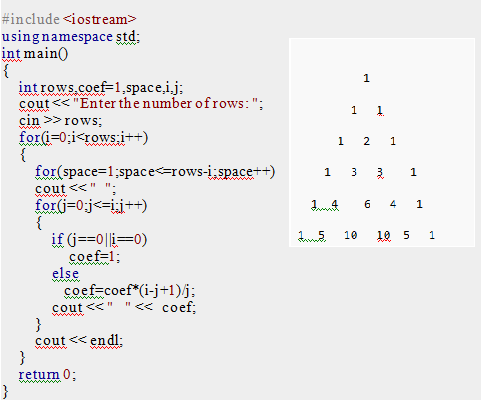 #include <iostream>
using namespace std;
int main()
{
int rows,coef=1,space,i,j;
cout << "Enter the number of rows: ";
cin >> rows;
for(i=0;i<rows;i++)
{
for(space=1;space<=rows-i;space++)
cout << "  ";
for(j=0;j<=i;j++)
{
if (j==0||i==0)
coef=1;
else
coef=coef*(i-j+1)/j;
cout << "   " << coef;
}
cout << endl;
}
return 0;
}
1
1 1
1 2 1
1 3 3 1
1 4 6 4 1
1 5 10 10 5 1